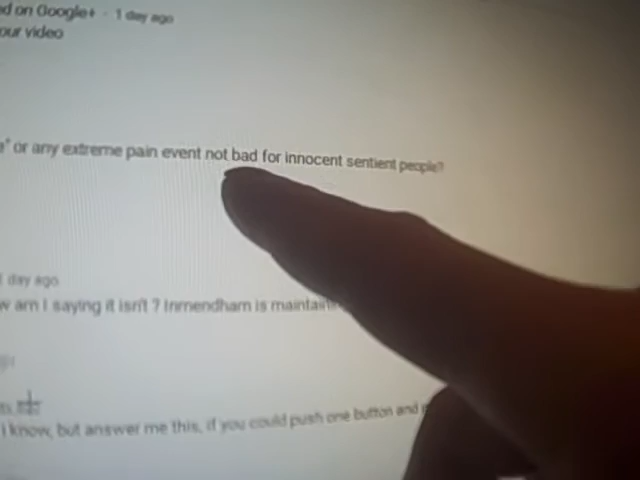 ed on Google+ · 1 day ago
our video
or any extreme pain event not bad for innocent sentient people?
day ago
w am I saying it isn't ? Inmendham is maintain
I know, but answer me this, if you could push one button and